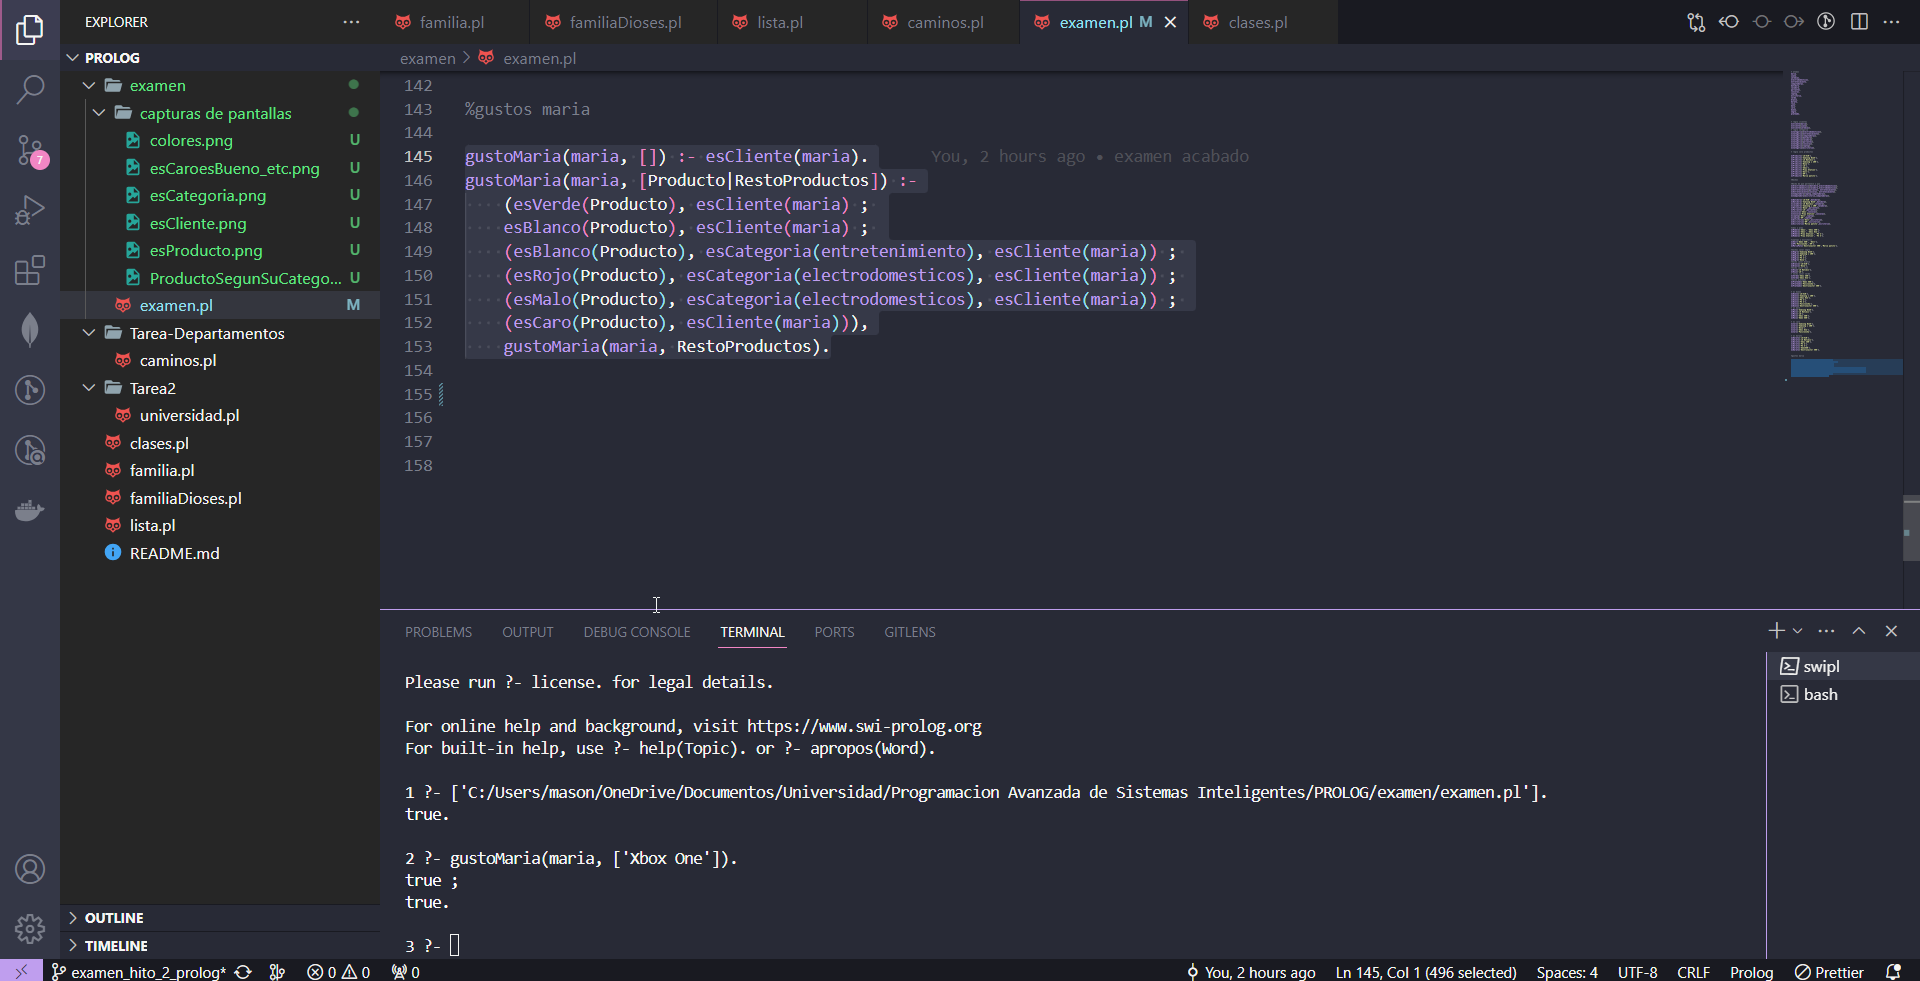 EXPLORER
familia.pl
familiaDioses.pl
lista.pl
caminos.pl
examen.pl M
clases.pl
PROLOG
examen
capturas de pantallas
colores.png U
esCaroesBueno_etc.png U
esCategoria.png U
esCliente.png U
esProducto.png U
ProductoSegunSuCatego... U
examen.pl M
Tarea-Departamentos
caminos.pl
Tarea2
universidad.pl
clases.pl
familia.pl
familiaDioses.pl
lista.pl
README.md
OUTLINE
TIMELINE
7
examen > examen.pl
142
143 %gustos maria
144
145 gustoMaria(maria, []) :- esCliente(maria). You, 2 hours ago • examen acabado
146 gustoMaria(maria, [Producto|RestoProductos]) :-
147 (esVerde(Producto), esCliente(maria) ;
148 esBlanco(Producto), esCliente(maria) ;
149 (esBlanco(Producto), esCategoria(entretenimiento), esCliente(maria)) ;
150 (esRojo(Producto), esCategoria(electrodomesticos), esCliente(maria)) ;
151 (esMalo(Producto), esCategoria(electrodomesticos), esCliente(maria)) ;
152 (esCaro(Producto), esCliente(maria))),
153 gustoMaria(maria, RestoProductos).
154
155
156
157
158
PROBLEMS OUTPUT DEBUG CONSOLE TERMINAL PORTS GITLENS
swipl
bash
Please run ?- license. for legal details.
For online help and background, visit https://www.swi-prolog.org
For built-in help, use ?- help(Topic). or ?- apropos(Word).
1 ?- ['C:/Users/mason/OneDrive/Documentos/Universidad/Programacion Avanzada de Sistemas Inteligentes/PROLOG/examen/examen.pl'].
true.
2 ?- gustoMaria(maria, ['Xbox One']).
true ;
true.
3 ?-
examen_hito_2_prolog* 0 0 0 You, 2 hours ago Ln 145, Col 1 (496 selected) Spaces: 4 UTF-8 CRLF Prolog Prettier